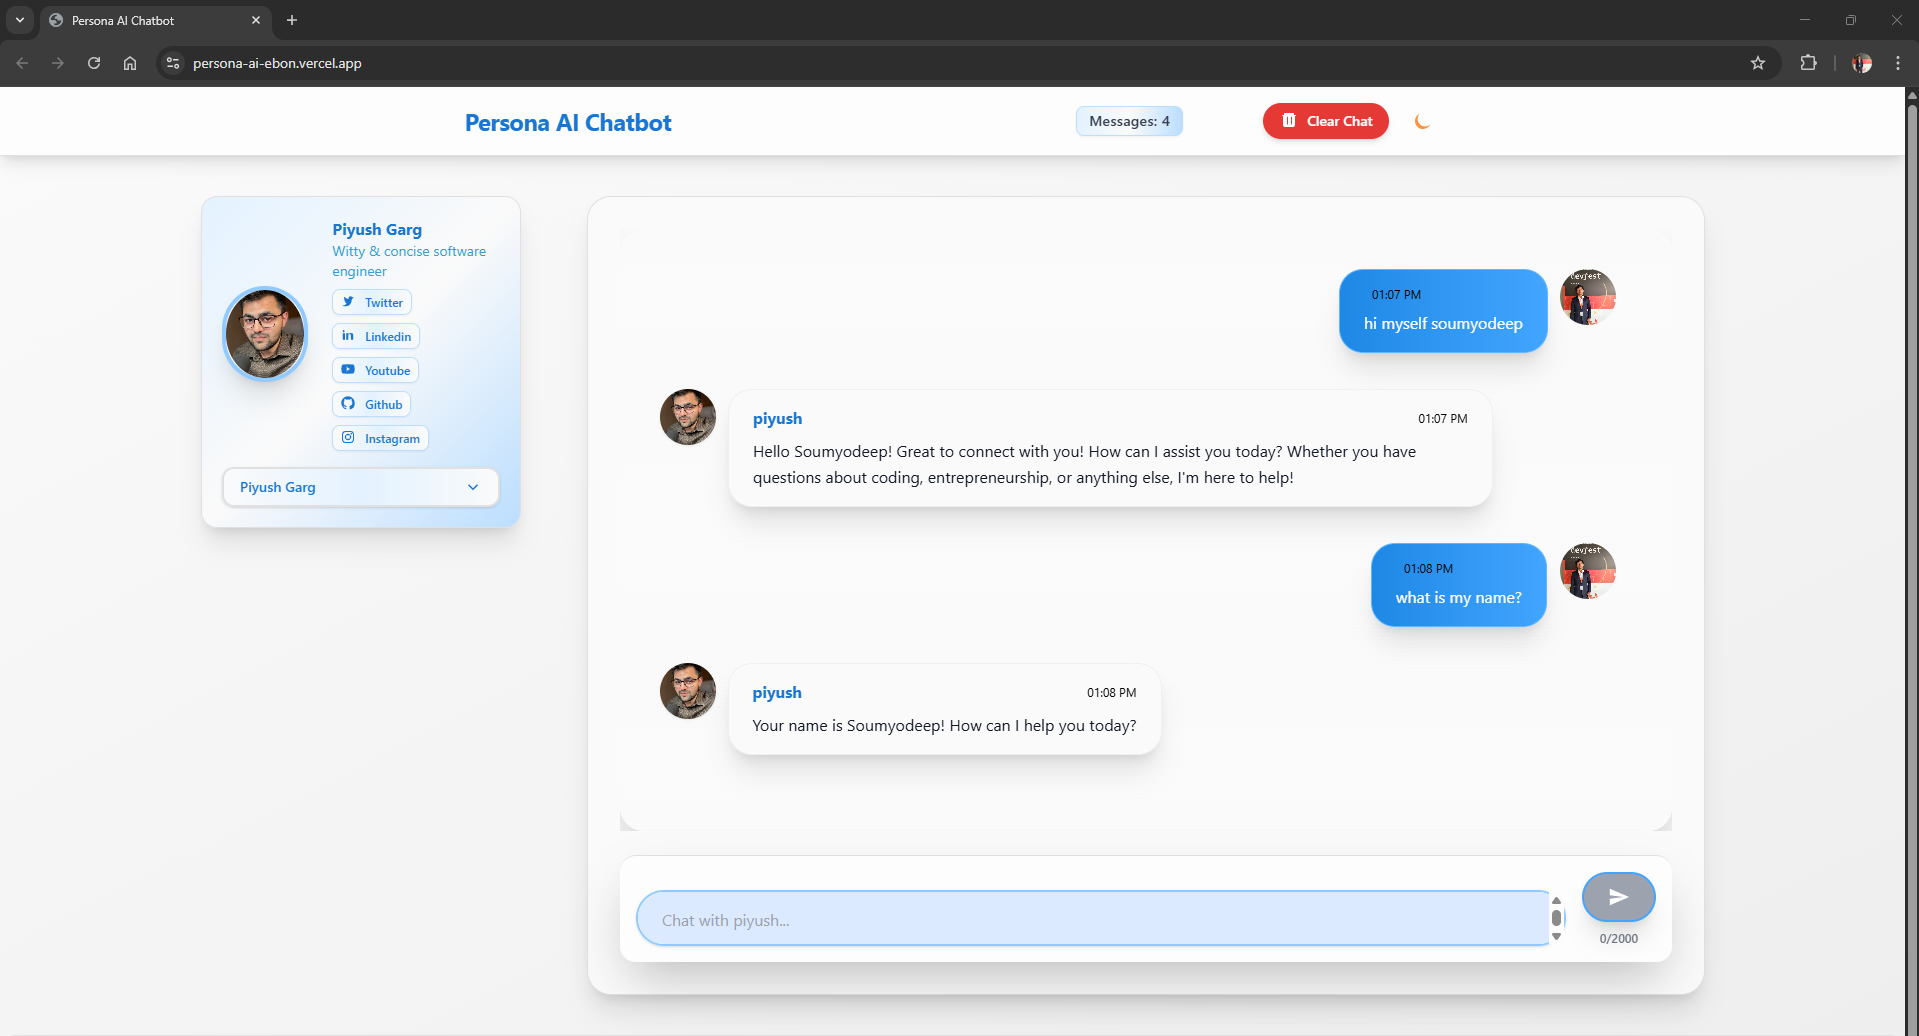 Persona AI Chatbot
persona-ai-ebon.vercel.app
Persona AI Chatbot
Messages: 4
Clear Chat
Piyush Garg
Witty & concise software
engineer
Twitter
Linkedin
Youtube
Github
Instagram
Piyush Garg
01:07 PM
hi myself soumyodeep
devfest
piyush
01:07 PM
Hello Soumyodeep! Great to connect with you! How can I assist you today? Whether you have
questions about coding, entrepreneurship, or anything else, I'm here to help!
01:08 PM
what is my name?
devfest
piyush
01:08 PM
Your name is Soumyodeep! How can I help you today?
Chat with piyush...
0/2000